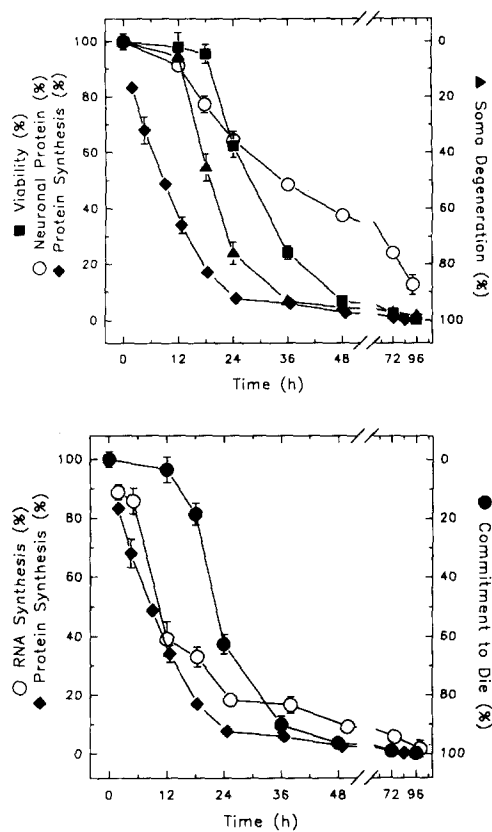 ■ Viability (%)
○ Neuronal Protein (%)
◆ Protein Synthesis (%)
100
80
60
40
20
0
0
20
40
60
80
100
▲ Soma Degeneration (%)
0 12 24 36 48 72 96
Time (h)
○ RNA Synthesis (%)
◆ Protein Synthesis (%)
100
80
60
40
20
0
0
20
40
60
80
100
● Commitment to Die (%)
0 12 24 36 48 72 96
Time (h)